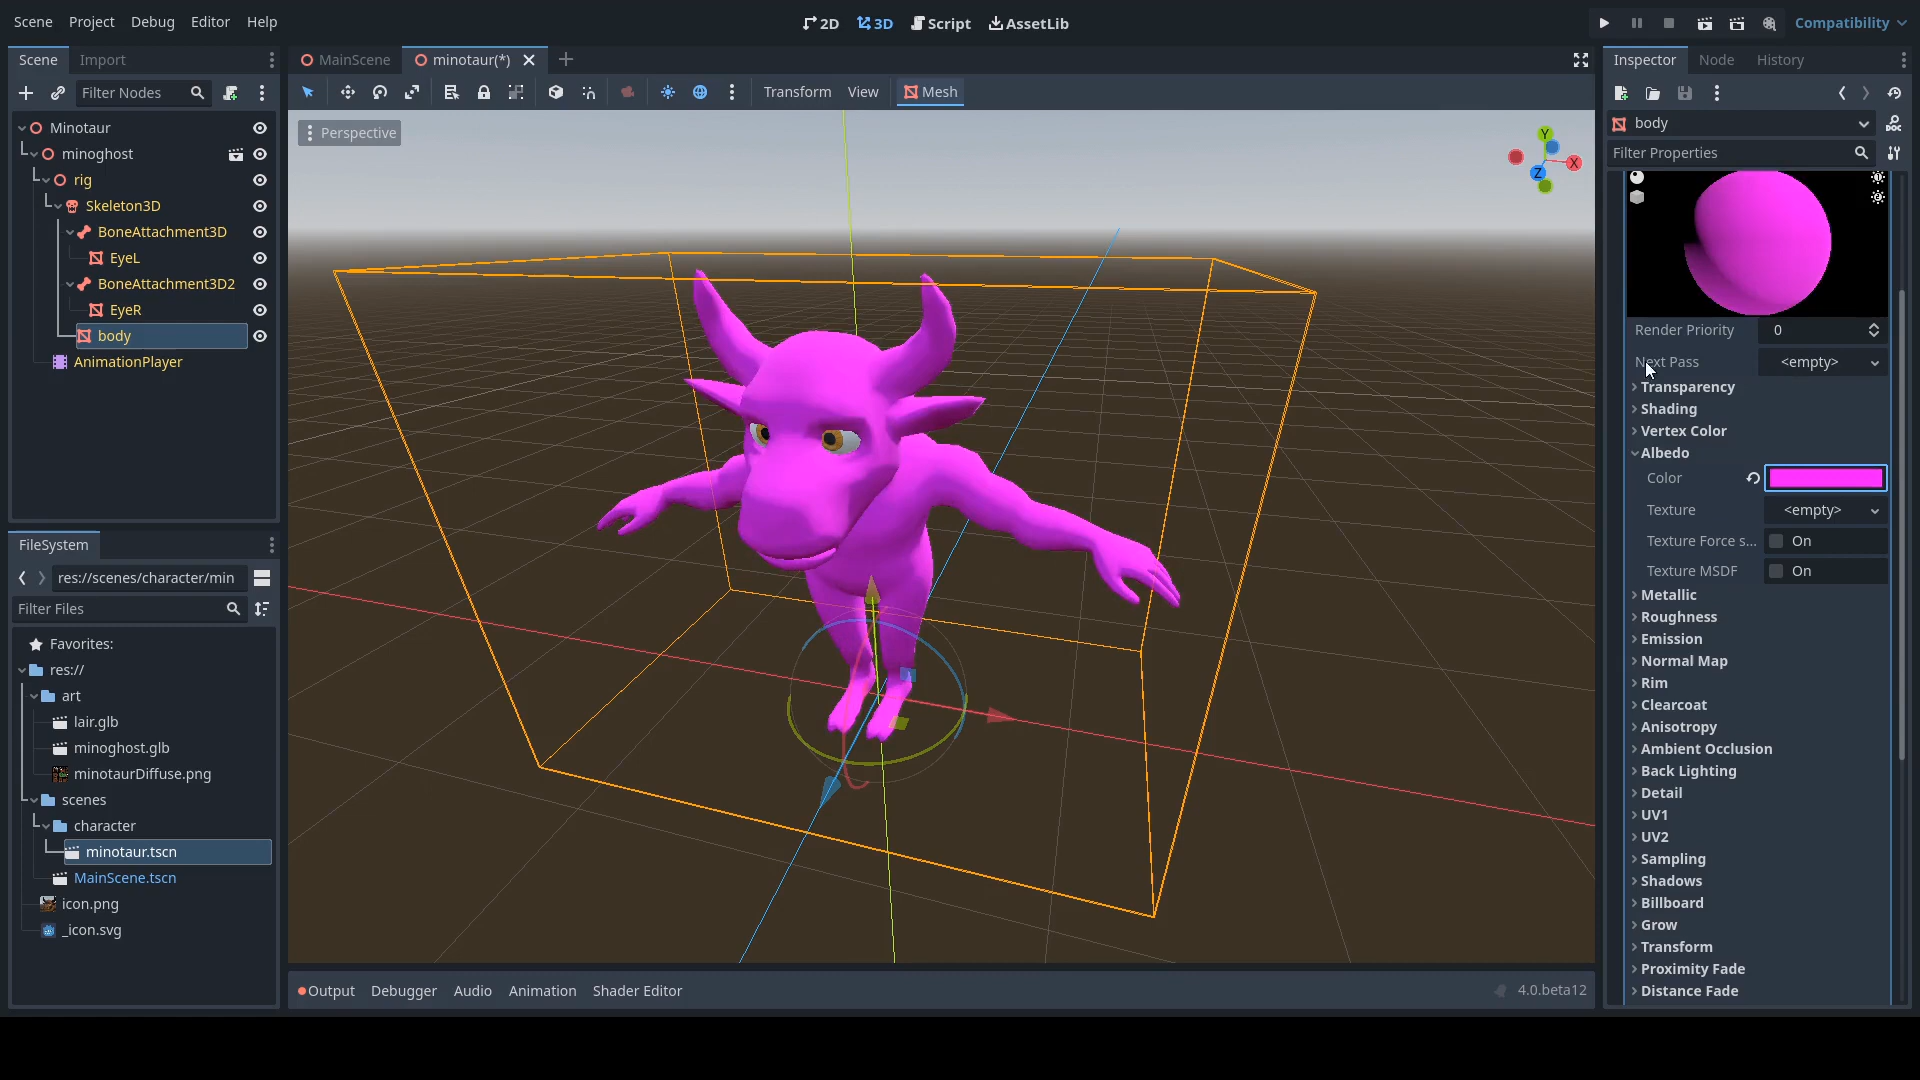 Scene Project Debug Editor Help
2D 3D Script AssetLib
Compatibility
Scene Import
Filter Nodes
Minotaur
minoghost
rig
Skeleton3D
BoneAttachment3D
EyeL
BoneAttachment3D2
EyeR
body
AnimationPlayer
FileSystem
res://scenes/character/min
Filter Files
Favorites:
res://
art
lair.glb
minoghost.glb
minotaurDiffuse.png
scenes
character
minotaur.tscn
MainScene.tscn
icon.png
_icon.svg
MainScene minotaur(*)
Transform View Mesh
Perspective
Y
X
Z
Output Debugger Audio Animation Shader Editor
4.0.beta12
Inspector Node History
body
DOC
Filter Properties
Render Priority 0
Next Pass <empty>
Transparency
Shading
Vertex Color
Albedo
Color
Texture <empty>
Texture Force s... On
Texture MSDF On
Metallic
Roughness
Emission
Normal Map
Rim
Clearcoat
Anisotropy
Ambient Occlusion
Back Lighting
Detail
UV1
UV2
Sampling
Shadows
Billboard
Grow
Transform
Proximity Fade
Distance Fade